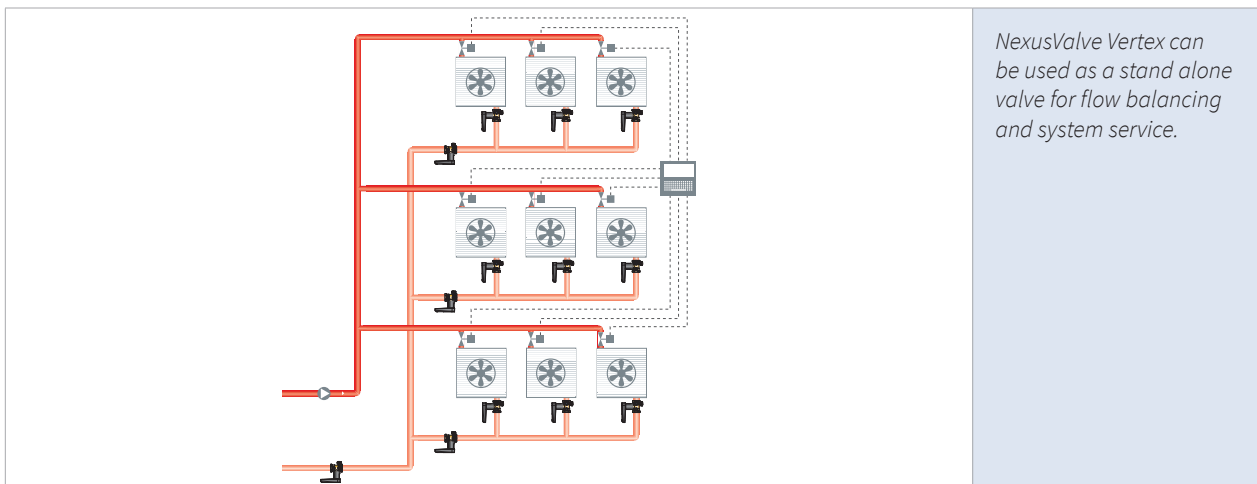 NexusValve Vertex can
be used as a stand alone
valve for flow balancing
and system service.